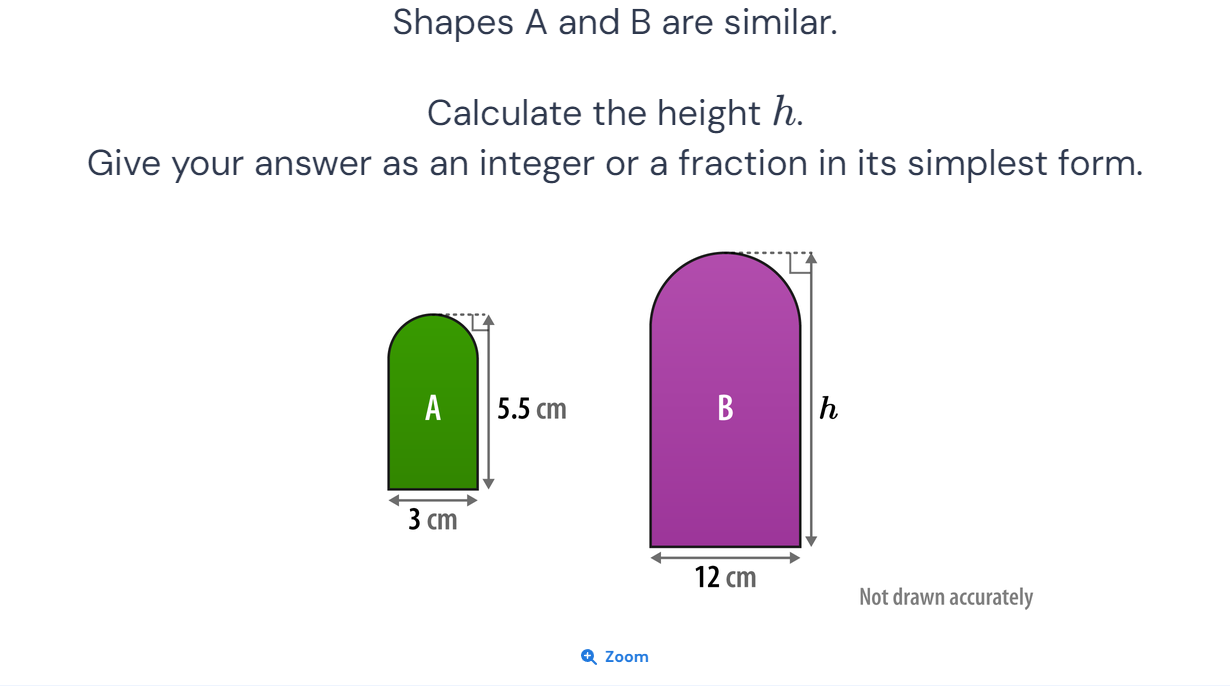 Shapes A and B are similar.
Calculate the height h.
Give your answer as an integer or a fraction in its simplest form.
A
5.5 cm
3 cm
B
h
12 cm
Not drawn accurately
Zoom